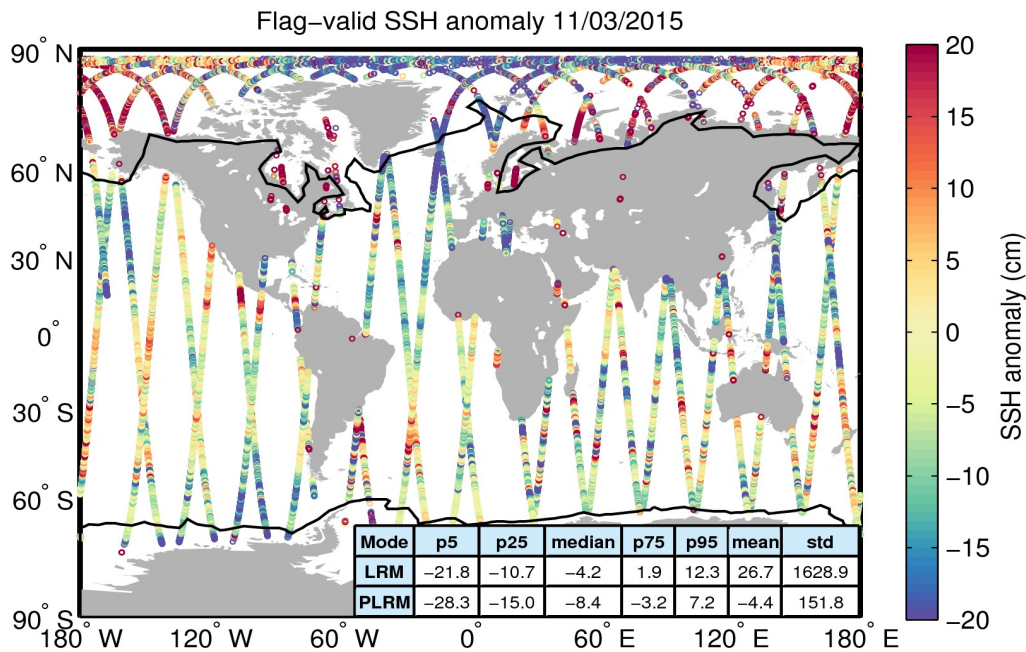 Flag−valid SSH anomaly 11/03/2015
90° N
60° N
30° N
0°
30° S
60° S
90° S
180° W 120° W 60° W 0° 60° E 120° E 180° E
Mode p5 p25 median p75 p95 mean std
LRM −21.8 −10.7 −4.2 1.9 12.3 26.7 1628.9
PLRM −28.3 −15.0 −8.4 −3.2 7.2 −4.4 151.8
20
15
10
5
0
−5
−10
−15
−20
SSH anomaly (cm)